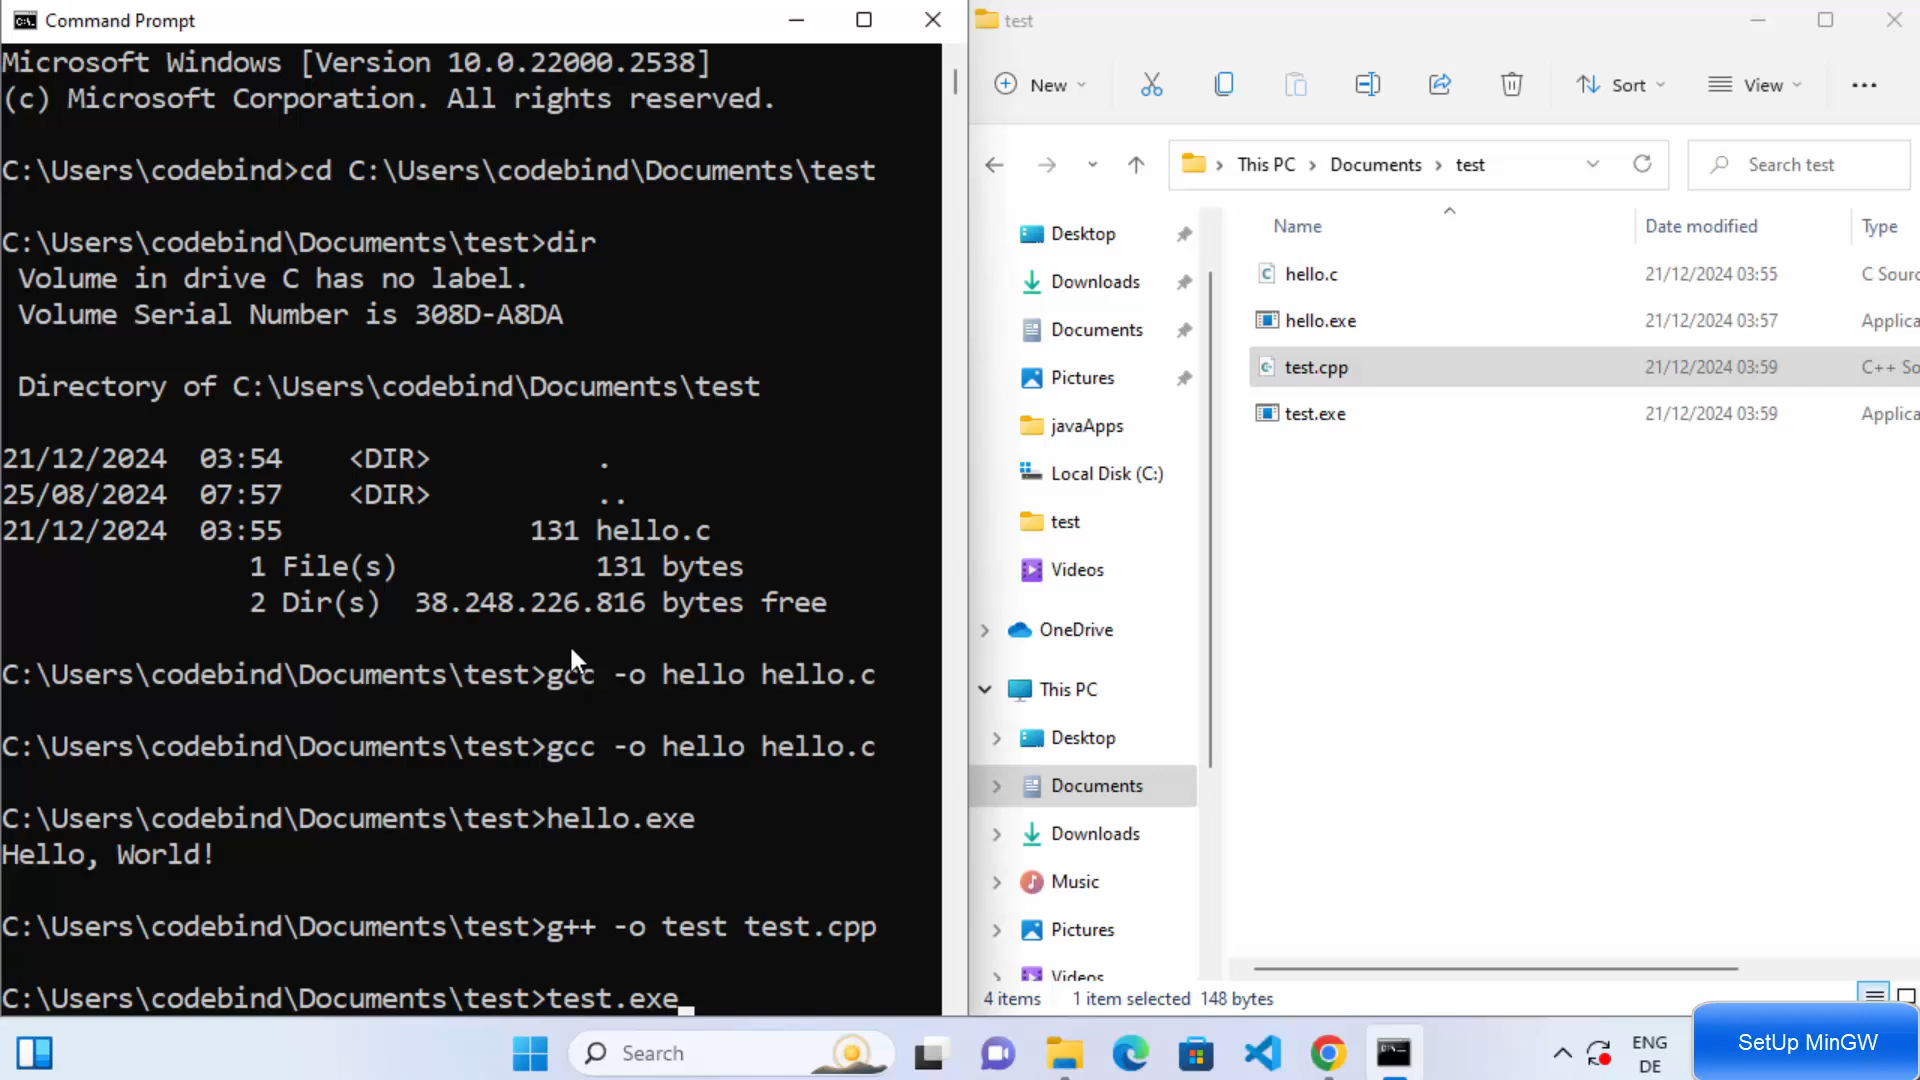 Command Prompt
Microsoft Windows [Version 10.0.22000.2538]
(c) Microsoft Corporation. All rights reserved.
C:\Users\codebind>cd C:\Users\codebind\Documents\test
C:\Users\codebind\Documents\test>dir
Volume in drive C has no label.
Volume Serial Number is 308D-A8DA
Directory of C:\Users\codebind\Documents\test
21/12/2024 03:54 <DIR> .
25/08/2024 07:57 <DIR> ..
21/12/2024 03:55 131 hello.c
1 File(s) 131 bytes
2 Dir(s) 38.248.226.816 bytes free
C:\Users\codebind\Documents\test>gcc -o hello hello.c
C:\Users\codebind\Documents\test>gcc -o hello hello.c
C:\Users\codebind\Documents\test>hello.exe
Hello, World!
C:\Users\codebind\Documents\test>g++ -o test test.cpp
C:\Users\codebind\Documents\test>test.exe
test
New Sort View
This PC Documents test Search test
Desktop
Downloads
Documents
Pictures
javaApps
Local Disk (C:)
test
Videos
OneDrive
This PC
Desktop
Documents
Downloads
Music
Pictures
Videos
Name Date modified Type
hello.c 21/12/2024 03:55 C Sourc
hello.exe 21/12/2024 03:57 Applica
test.cpp 21/12/2024 03:59 C++ So
test.exe 21/12/2024 03:59 Applica
4 items 1 item selected 148 bytes
Search
ENG
DE
SetUp MinGW